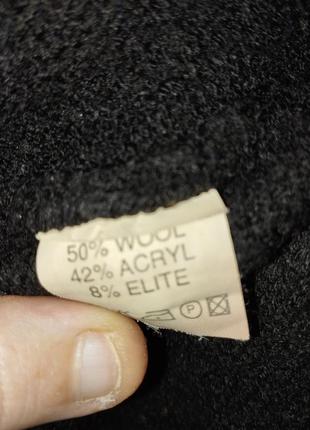 50% WOOL
42% ACRYL
8% ELITE
P